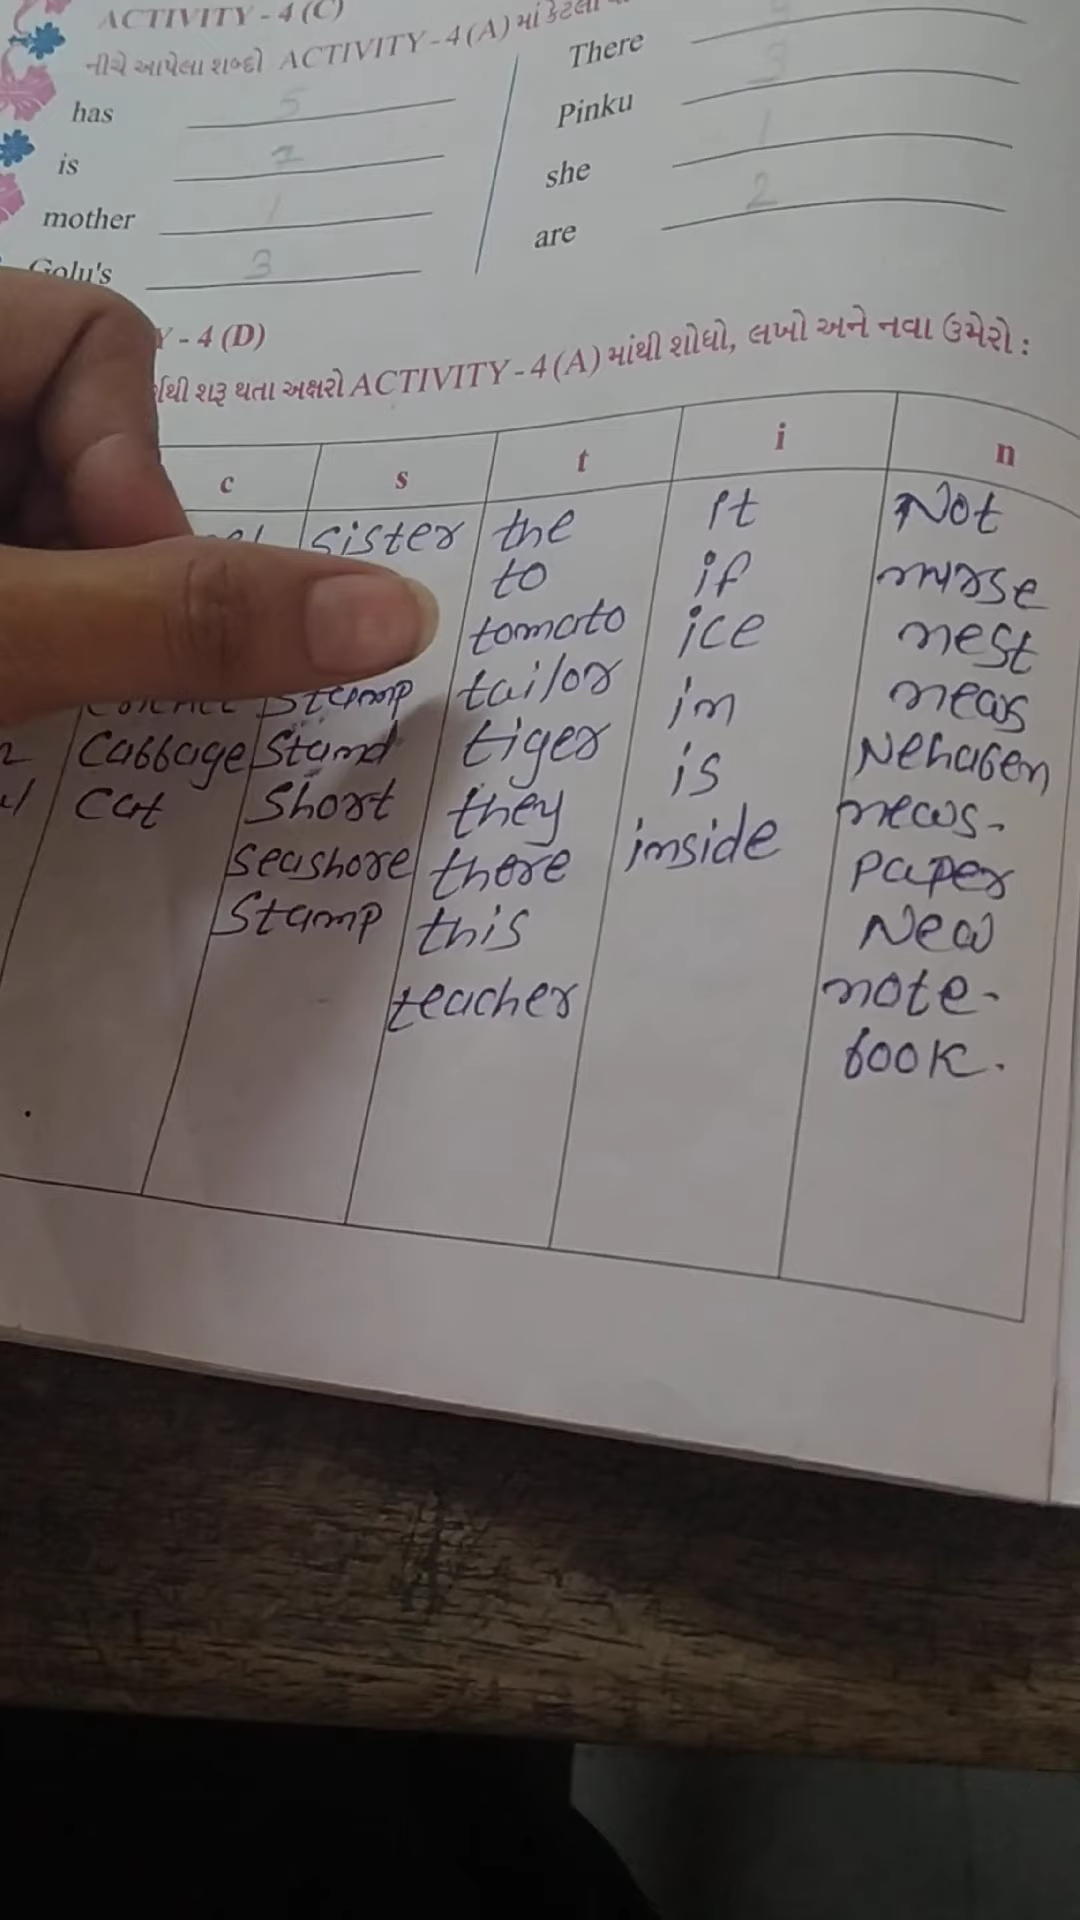 ACTIVITY - 4 (C)
નીચે આપેલા શબ્દો ACTIVITY - 4 (A) માં કેટલા
has 5
is 7
mother 1
Golu's 3
There
Pinku 3
she 1
are 2
Y - 4 (D)
થી શરૂ થતા અક્ષરો ACTIVITY - 4 (A) માંથી શોધો, લખો અને નવા ઉમેરો :
c s t i n
sister the It Not
to if nurse
tomato ice nest
Stamp tailor in news
Cabbage Stand tiger is Nehaben
Cat Short they inside news-
Seashore there paper
Stamp this New
teacher note-
book.